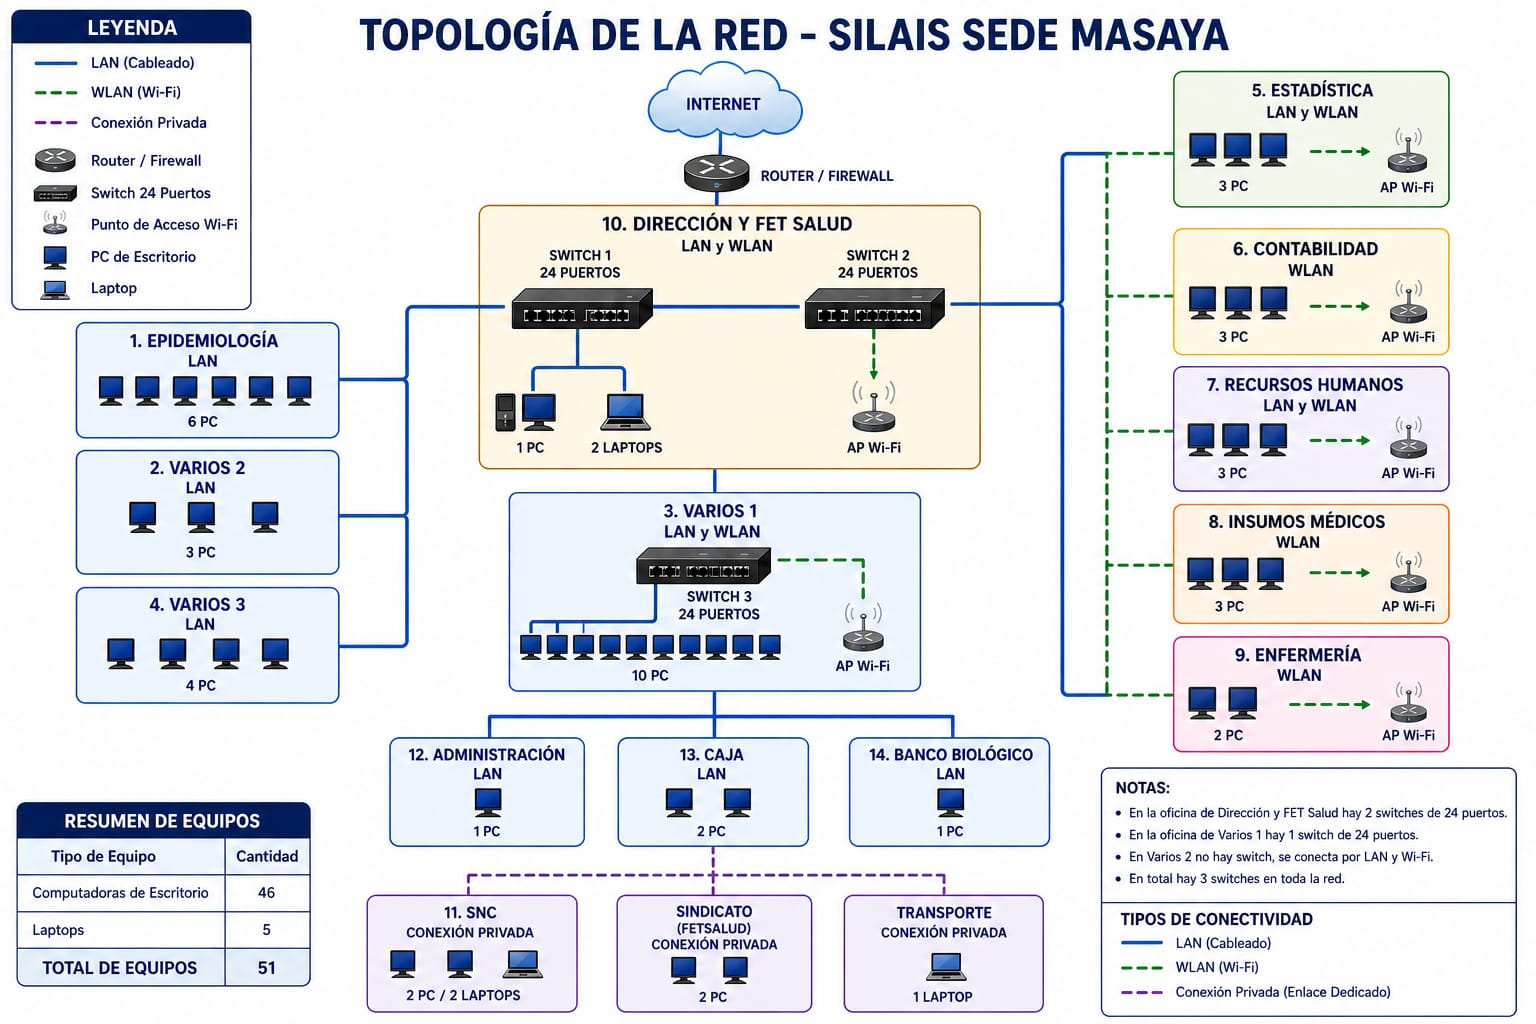 TOPOLOGÍA DE LA RED - SILAIS SEDE MASAYA
LEYENDA
LAN (Cableado)
WLAN (Wi-Fi)
Conexión Privada
Router / Firewall
Switch 24 Puertos
Punto de Acceso Wi-Fi
PC de Escritorio
Laptop
INTERNET
ROUTER / FIREWALL
10. DIRECCIÓN Y FET SALUD
LAN y WLAN
SWITCH 1
24 PUERTOS
SWITCH 2
24 PUERTOS
1 PC
2 LAPTOPS
AP Wi-Fi
1. EPIDEMIOLOGÍA
LAN
6 PC
2. VARIOS 2
LAN
3 PC
4. VARIOS 3
LAN
4 PC
3. VARIOS 1
LAN y WLAN
SWITCH 3
24 PUERTOS
10 PC
AP Wi-Fi
5. ESTADÍSTICA
LAN y WLAN
3 PC
AP Wi-Fi
6. CONTABILIDAD
WLAN
3 PC
AP Wi-Fi
7. RECURSOS HUMANOS
LAN y WLAN
3 PC
AP Wi-Fi
8. INSUMOS MÉDICOS
WLAN
3 PC
AP Wi-Fi
9. ENFERMERÍA
WLAN
2 PC
AP Wi-Fi
12. ADMINISTRACIÓN
LAN
1 PC
13. CAJA
LAN
2 PC
14. BANCO BIOLÓGICO
LAN
1 PC
11. SNC
CONEXIÓN PRIVADA
2 PC / 2 LAPTOPS
SINDICATO
(FETSALUD)
CONEXIÓN PRIVADA
2 PC
TRANSPORTE
CONEXIÓN PRIVADA
1 LAPTOP
RESUMEN DE EQUIPOS
Tipo de Equipo Cantidad
Computadoras de Escritorio 46
Laptops 5
TOTAL DE EQUIPOS 51
NOTAS:
• En la oficina de Dirección y FET Salud hay 2 switches de 24 puertos.
• En la oficina de Varios 1 hay 1 switch de 24 puertos.
• En Varios 2 no hay switch, se conecta por LAN y Wi-Fi.
• En total hay 3 switches en toda la red.
TIPOS DE CONECTIVIDAD
LAN (Cableado)
WLAN (Wi-Fi)
Conexión Privada (Enlace Dedicado)